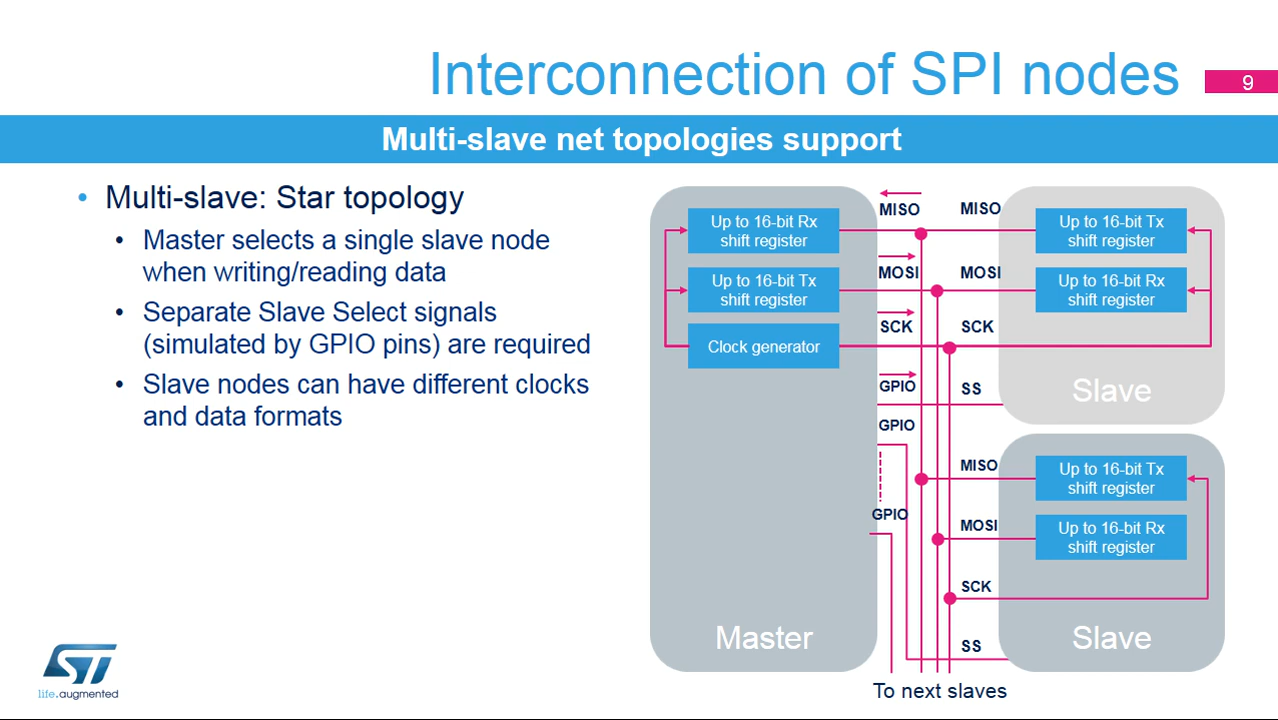 Interconnection of SPI nodes
9
Multi-slave net topologies support
• Multi-slave: Star topology
• Master selects a single slave node
when writing/reading data
• Separate Slave Select signals
(simulated by GPIO pins) are required
• Slave nodes can have different clocks
and data formats
Up to 16-bit Rx
shift register
Up to 16-bit Tx
shift register
Clock generator
Master
MISO
MOSI
SCK
GPIO
GPIO
GPIO
MISO
MOSI
SCK
SS
Up to 16-bit Tx
shift register
Up to 16-bit Rx
shift register
Slave
MISO
MOSI
SCK
SS
Up to 16-bit Tx
shift register
Up to 16-bit Rx
shift register
Slave
To next slaves
ST
life.augmented